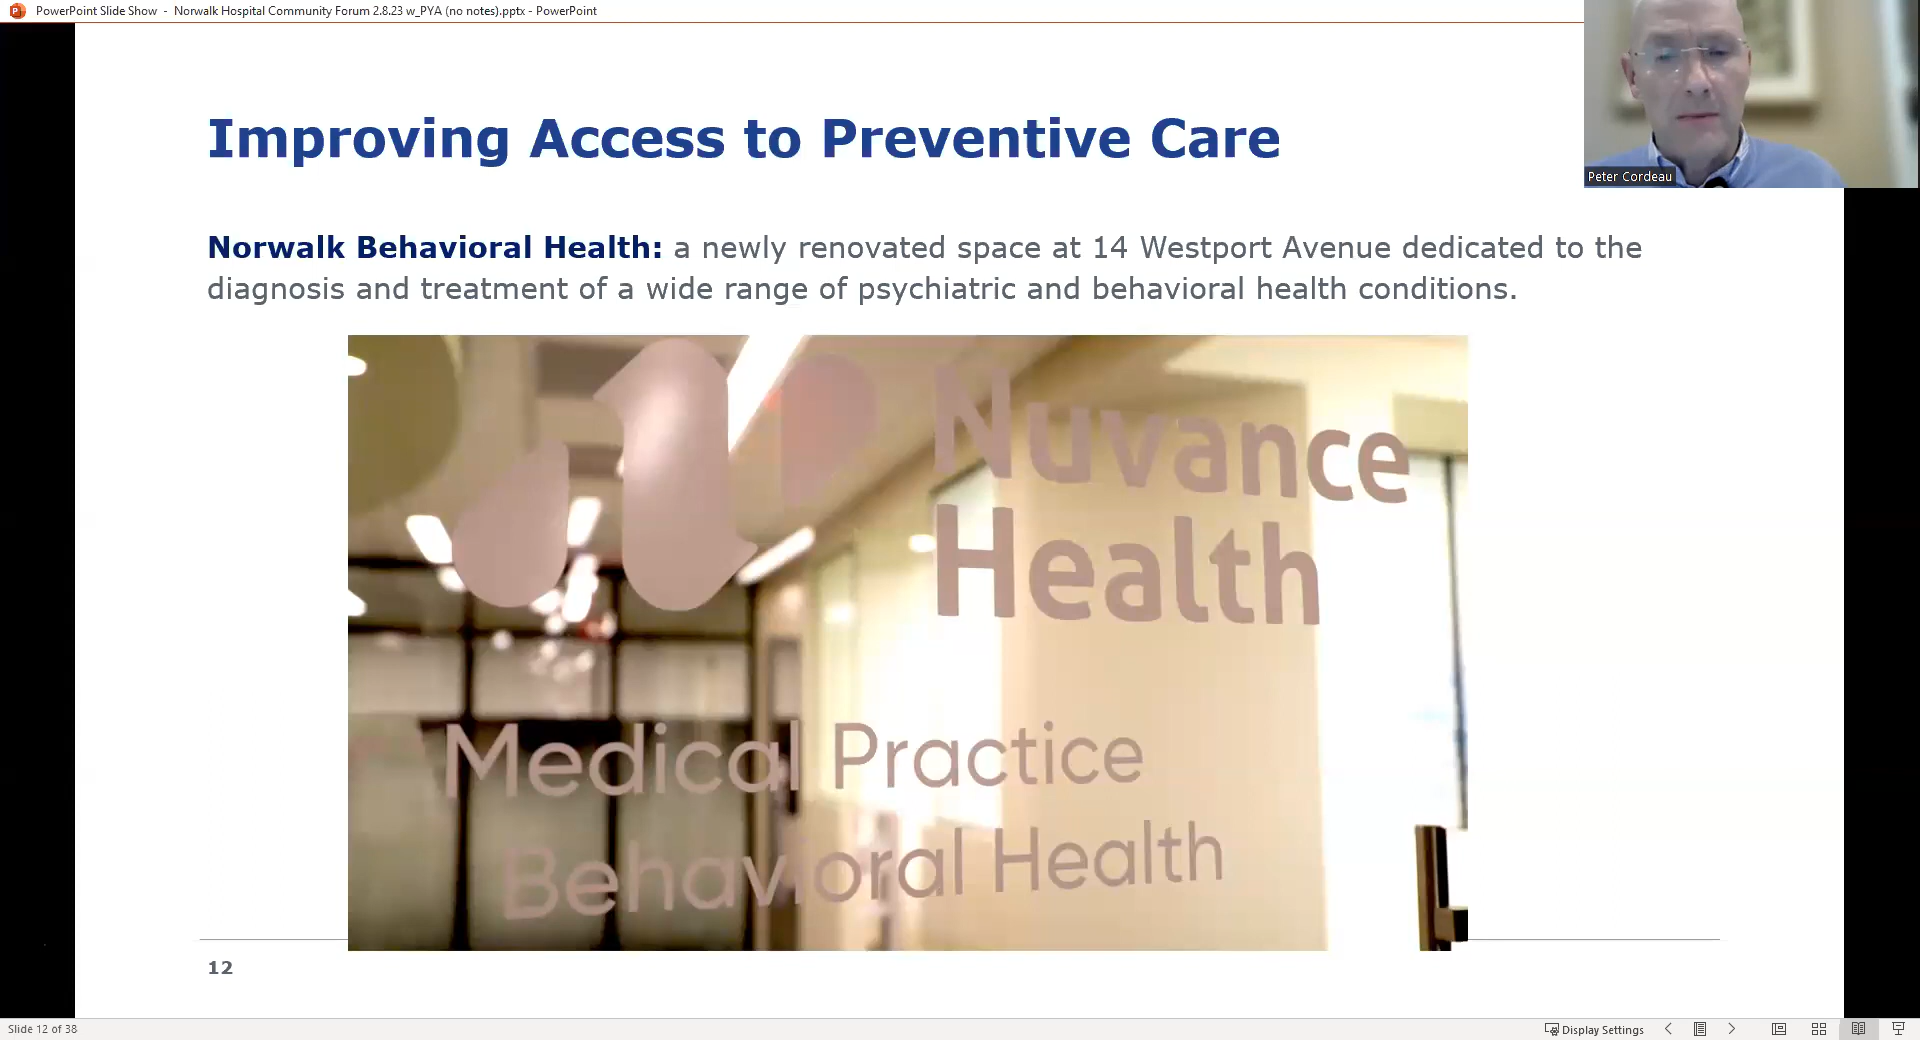 PowerPoint Slide Show - Norwalk Hospital Community Forum 2.8.23 w_PYA (no notes).pptx - PowerPoint
Peter Cordeau
Improving Access to Preventive Care
Norwalk Behavioral Health: a newly renovated space at 14 Westport Avenue dedicated to the
diagnosis and treatment of a wide range of psychiatric and behavioral health conditions.
Nuvance
Health
Medical Practice
Behavioral Health
12
Slide 12 of 38
Display Settings